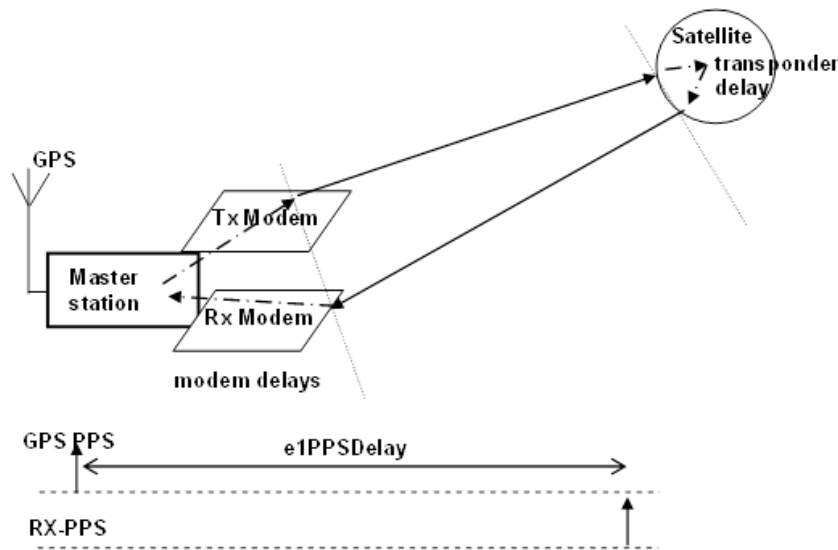 Satellite
transponder
delay
GPS
Tx Modem
Master
station
Rx Modem
modem delays
GPS PPS
e1PPSDelay
RX-PPS